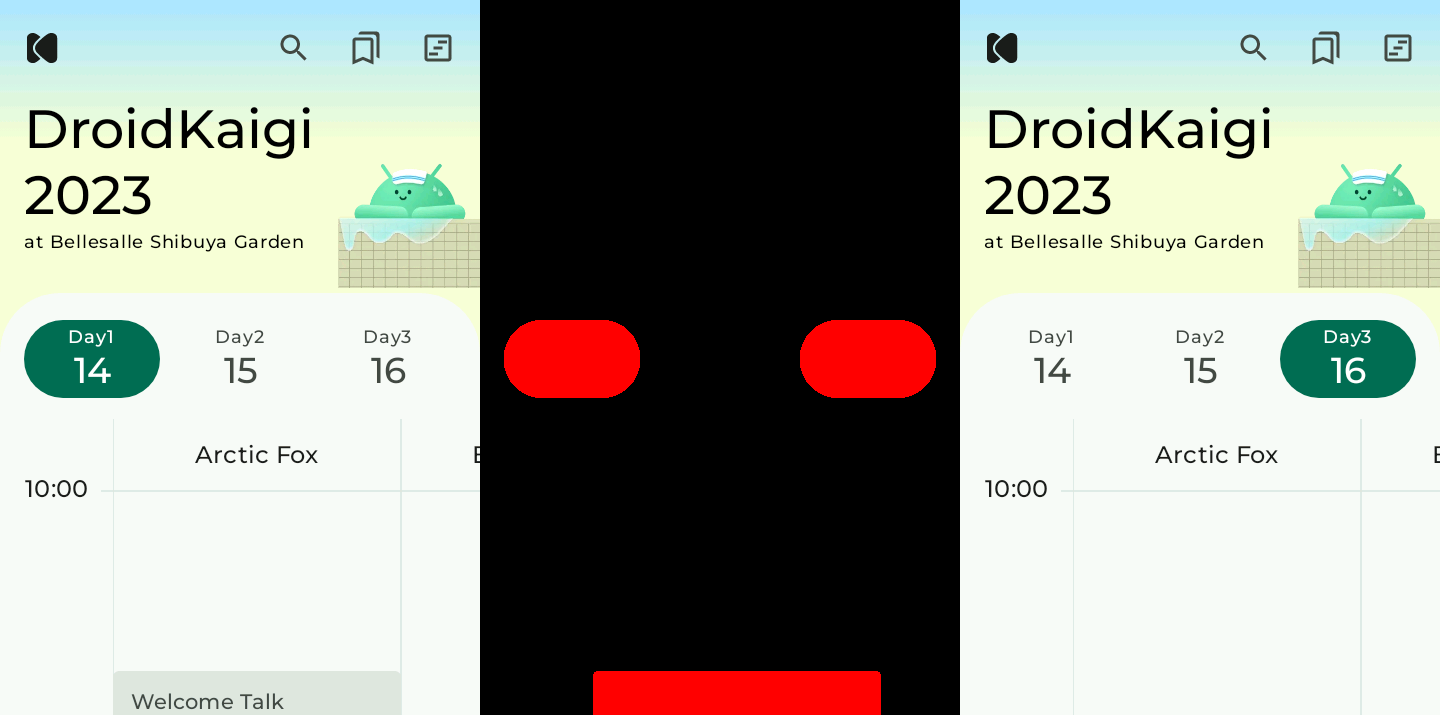 DroidKaigi
2023
at Bellesalle Shibuya Garden
Day1 Day2 Day3
14 15 16
Arctic Fox
10:00
Welcome Talk
DroidKaigi
2023
at Bellesalle Shibuya Garden
Day1 Day2 Day3
14 15 16
Arctic Fox
10:00